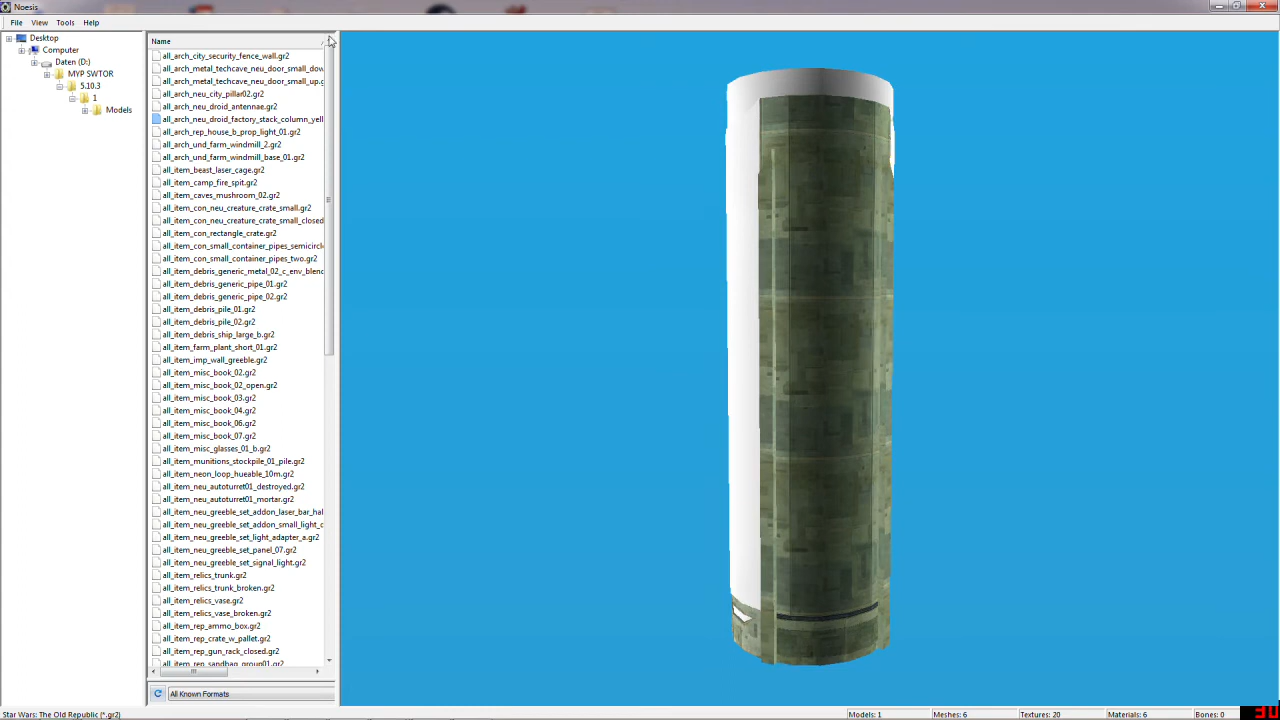 Noesis
File View Tools Help
Desktop
Computer
Daten (D:)
MYP SWTOR
5.10.3
1
Models
Name
all_arch_city_security_fence_wall.gr2
all_arch_metal_techcave_neu_door_small_dow
all_arch_metal_techcave_neu_door_small_up.g
all_arch_neu_city_pillar02.gr2
all_arch_neu_droid_antennae.gr2
all_arch_neu_droid_factory_stack_column_yell
all_arch_rep_house_b_prop_light_01.gr2
all_arch_und_farm_windmill_2.gr2
all_arch_und_farm_windmill_base_01.gr2
all_item_beast_laser_cage.gr2
all_item_camp_fire_spit.gr2
all_item_caves_mushroom_02.gr2
all_item_con_neu_creature_crate_small.gr2
all_item_con_neu_creature_crate_small_closed
all_item_con_rectangle_crate.gr2
all_item_con_small_container_pipes_semicircl
all_item_con_small_container_pipes_two.gr2
all_item_debris_generic_metal_02_c_env_blenc
all_item_debris_generic_pipe_01.gr2
all_item_debris_generic_pipe_02.gr2
all_item_debris_pile_01.gr2
all_item_debris_pile_02.gr2
all_item_debris_ship_large_b.gr2
all_item_farm_plant_short_01.gr2
all_item_imp_wall_greeble.gr2
all_item_misc_book_02.gr2
all_item_misc_book_02_open.gr2
all_item_misc_book_03.gr2
all_item_misc_book_04.gr2
all_item_misc_book_06.gr2
all_item_misc_book_07.gr2
all_item_misc_glasses_01_b.gr2
all_item_munitions_stockpile_01_pile.gr2
all_item_neon_loop_hueable_10m.gr2
all_item_neu_autoturret01_destroyed.gr2
all_item_neu_autoturret01_mortar.gr2
all_item_neu_greeble_set_addon_laser_bar_hal
all_item_neu_greeble_set_addon_small_light_c
all_item_neu_greeble_set_light_adapter_a.gr2
all_item_neu_greeble_set_panel_07.gr2
all_item_neu_greeble_set_signal_light.gr2
all_item_relics_trunk.gr2
all_item_relics_trunk_broken.gr2
all_item_relics_vase.gr2
all_item_relics_vase_broken.gr2
all_item_rep_ammo_box.gr2
all_item_rep_crate_w_pallet.gr2
all_item_rep_gun_rack_closed.gr2
all_item_rep_sandbag_group01.gr2
All Known Formats
Star Wars: The Old Republic (*.gr2)
Models: 1 Meshes: 6 Textures: 20 Materials: 6 Bones: 0
30